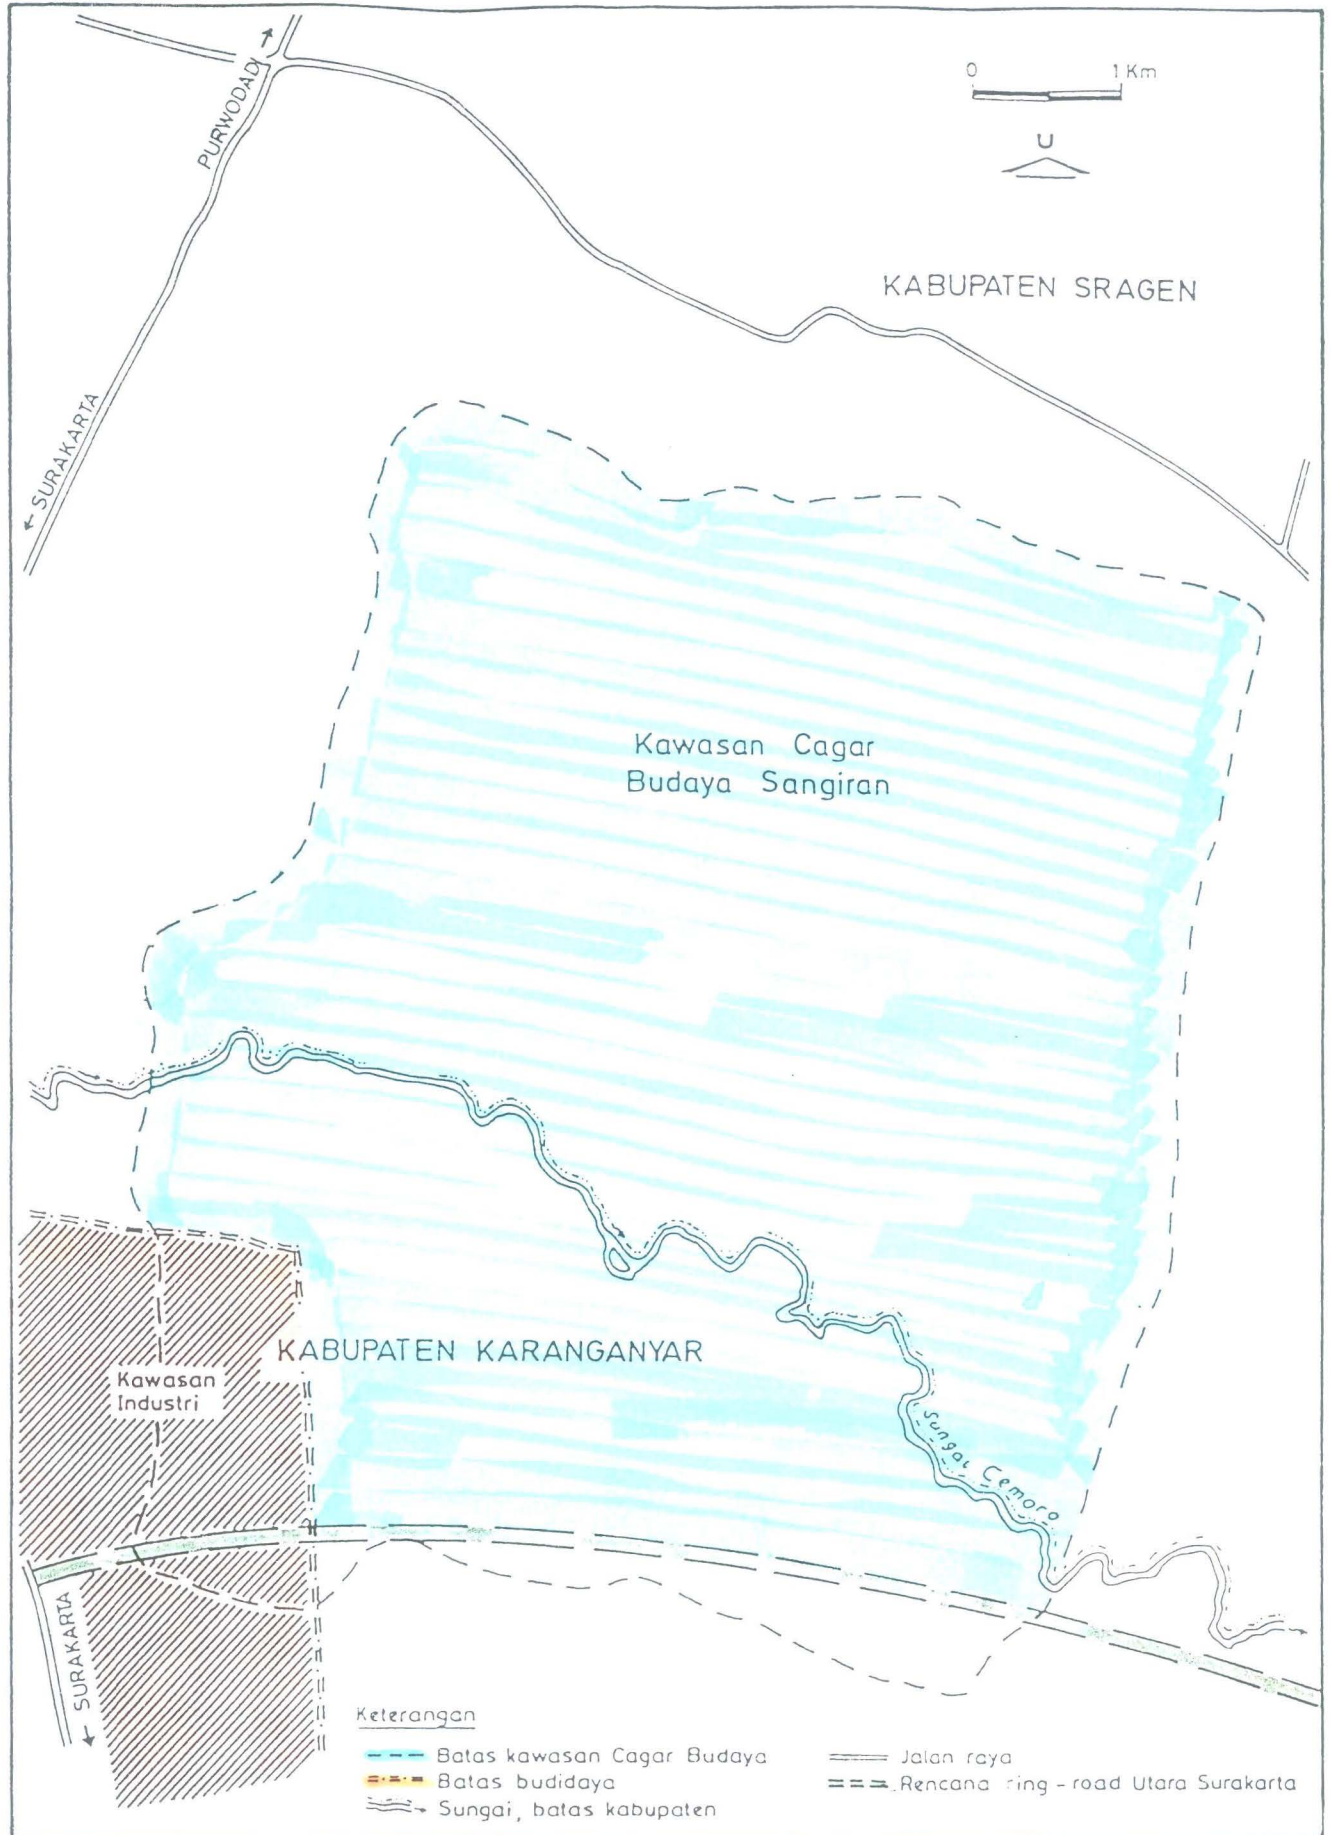 0 1 Km
PURWODADI
U
KABUPATEN SRAGEN
SURAKARTA
Kawasan Cagar
Budaya Sangiran
KABUPATEN KARANGANYAR
Kawasan
Industri
Sungai Cemoro
SURAKARTA
Keterangan
Batas kawasan Cagar Budaya
Batas budidaya
Sungai, batas kabupaten
Jalan raya
Rencana ring-road Utara Surakarta